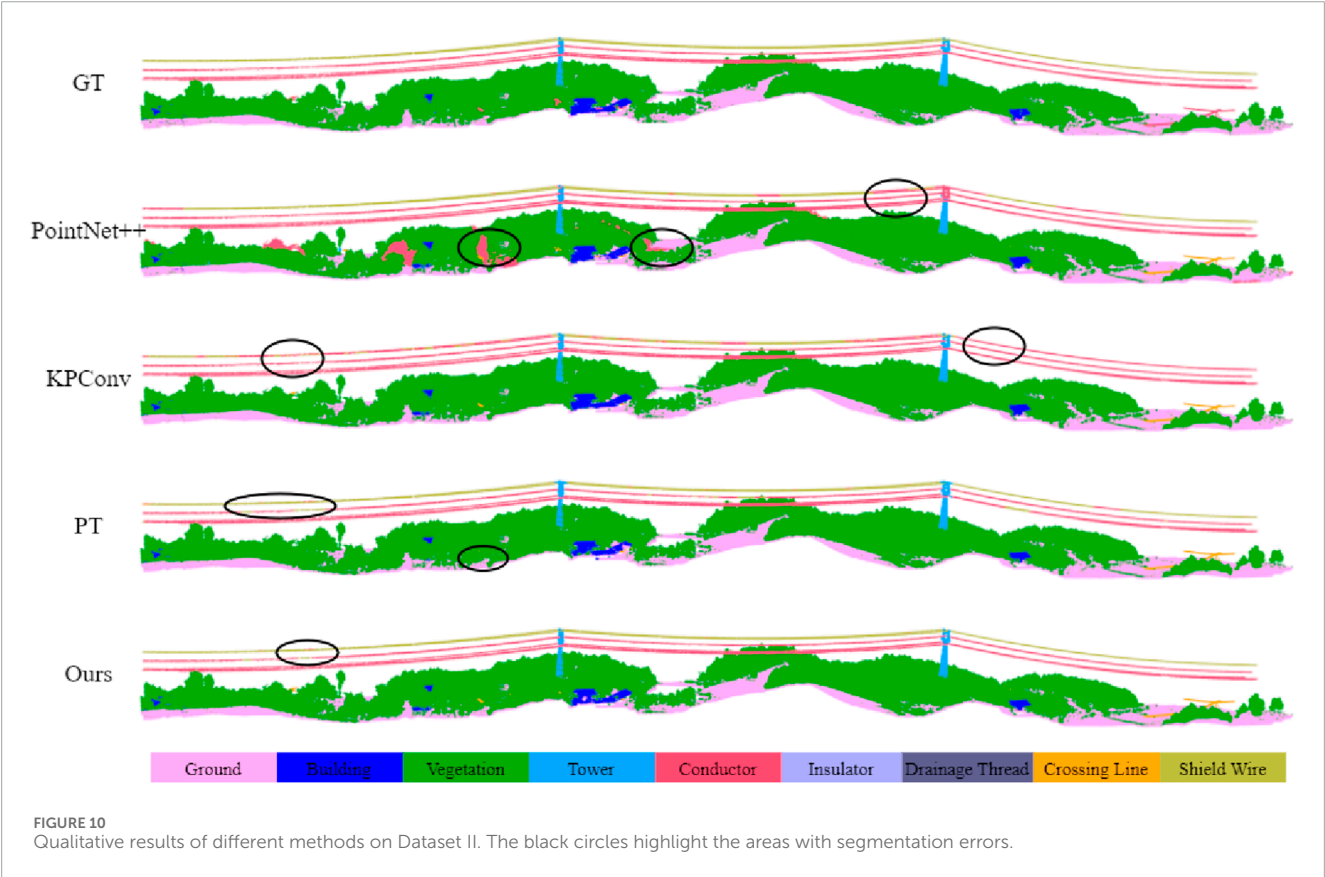 GT
PointNet++
KPConv
PT
Ours
Ground Building Vegetation Tower Conductor Insulator Drainage Thread Crossing Line Shield Wire
FIGURE 10
Qualitative results of different methods on Dataset II. The black circles highlight the areas with segmentation errors.